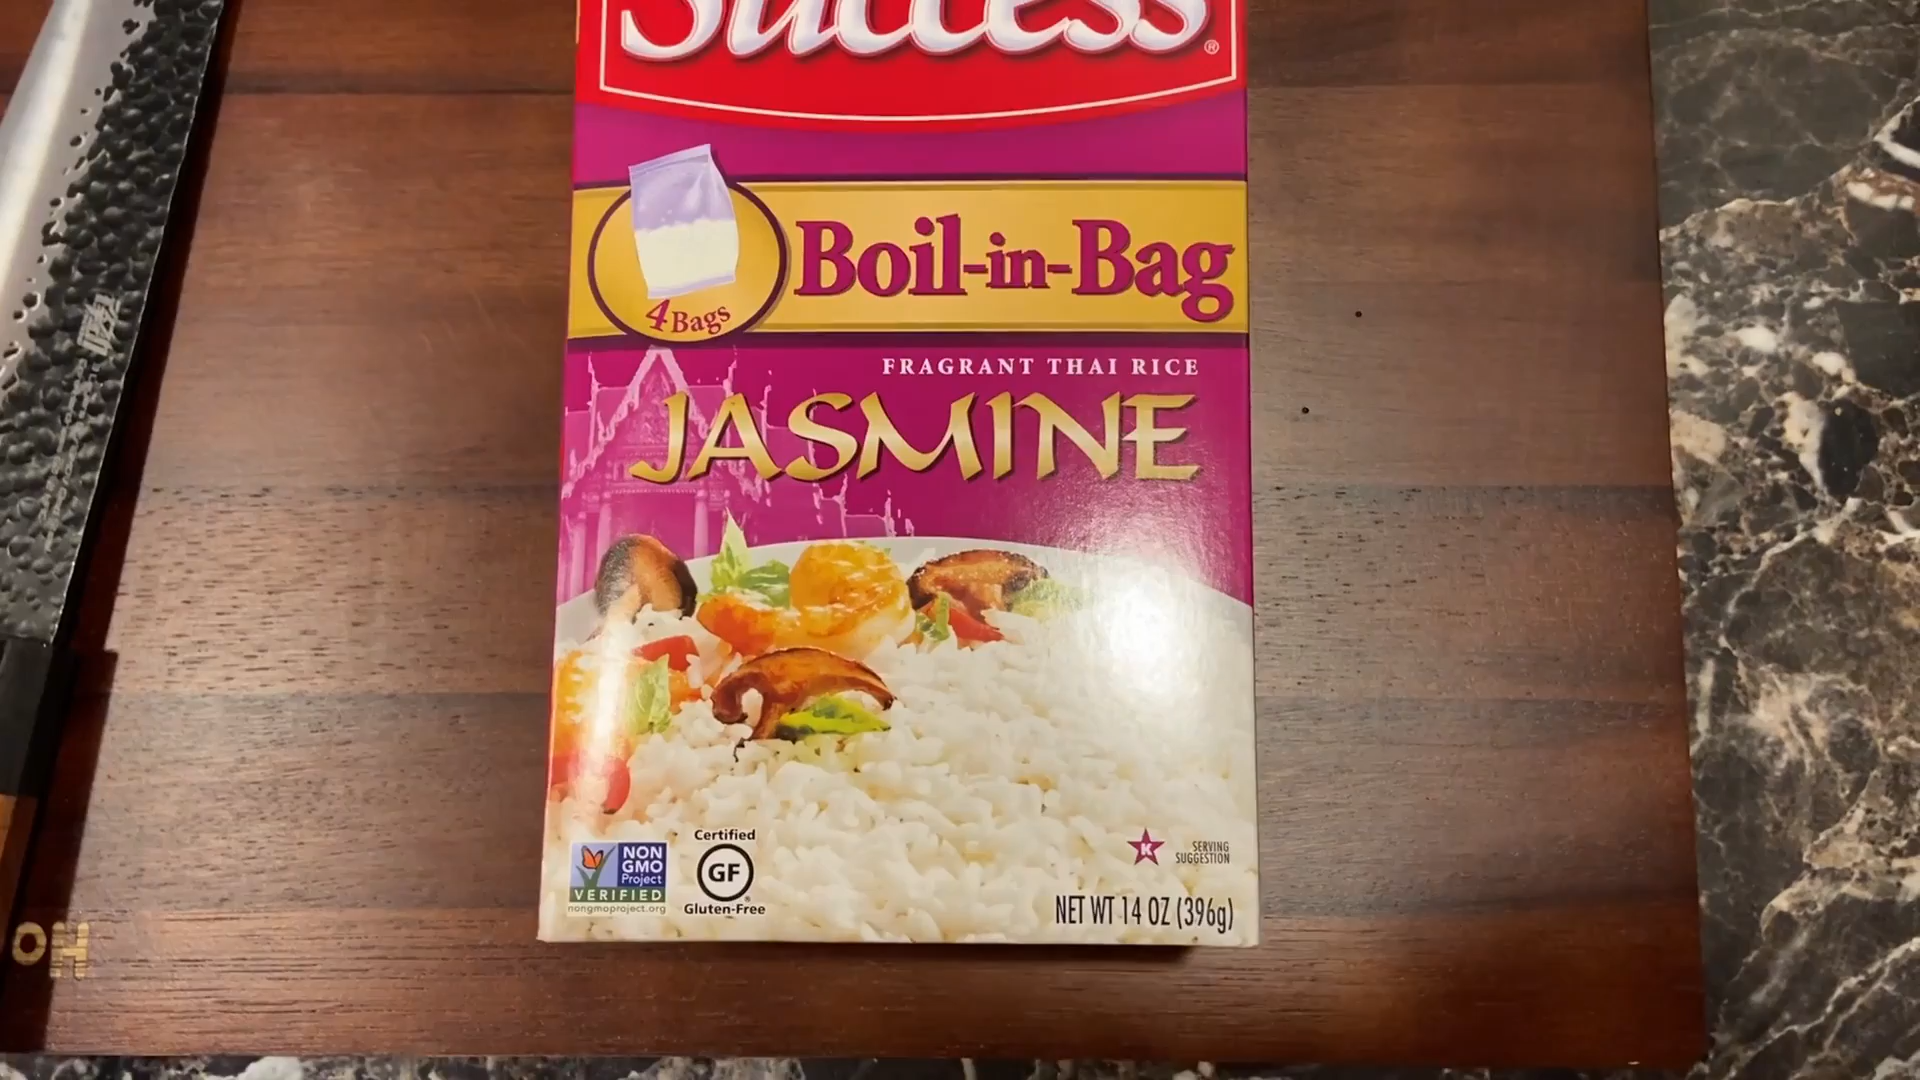 Success®
Boil-in-Bag
4 Bags
FRAGRANT THAI RICE
JASMINE
NON
GMO
Project
VERIFIED
nongmoproject.org
Certified
GF
Gluten-Free
K
SERVING
SUGGESTION
NET WT 14 OZ (396g)
OH